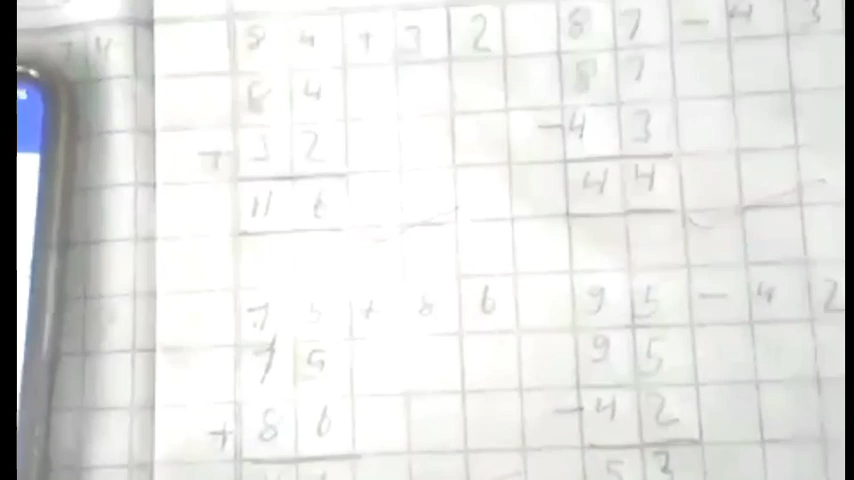 84 + 32
84
+ 32
116
87 - 43
87
- 43
44
75 + 86
75
+ 86
95 - 42
95
- 42
53